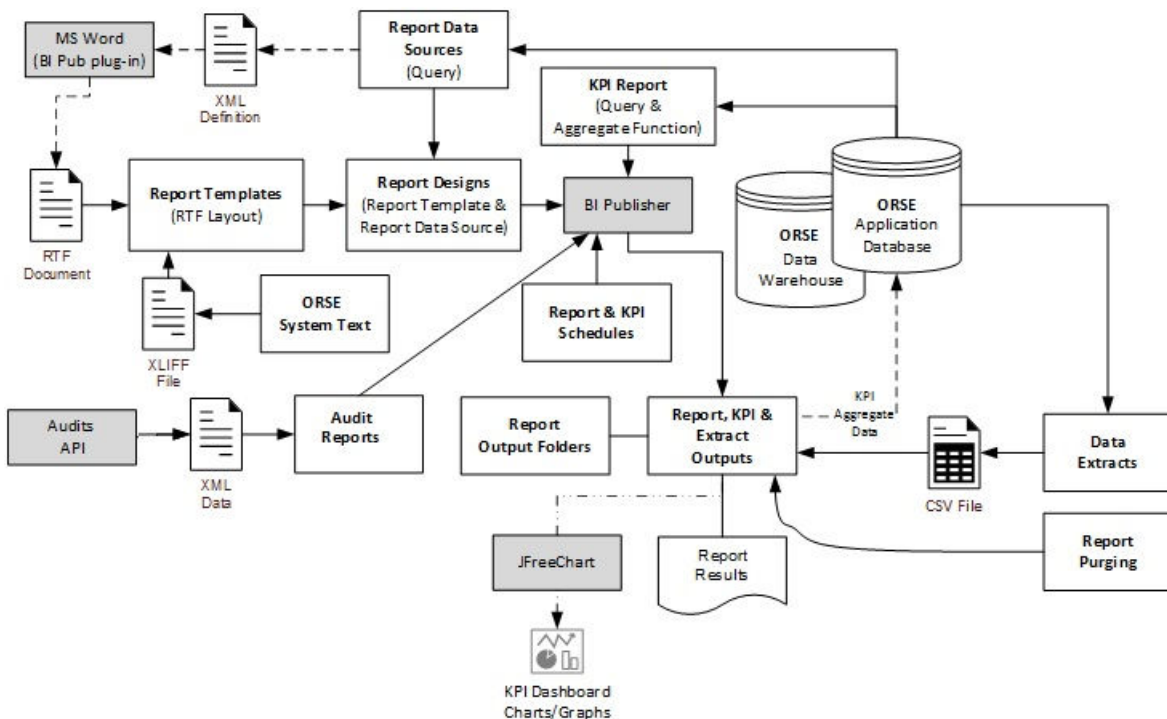 MS Word
(BI Pub plug-in)
XML
Definition
Report Data
Sources
(Query)
KPI Report
(Query &
Aggregate Function)
RTF
Document
Report Templates
(RTF Layout)
Report Designs
(Report Template &
Report Data Source)
BI Publisher
ORSE
Data
Warehouse
ORSE
Application
Database
XLIFF
File
ORSE
System Text
Report & KPI
Schedules
Audits
API
XML
Data
Audit
Reports
Report
Output Folders
Report, KPI &
Extract
Outputs
KPI
Aggregate
Data
CSV File
Data
Extracts
Report
Purging
JFreeChart
Report
Results
KPI Dashboard
Charts/Graphs